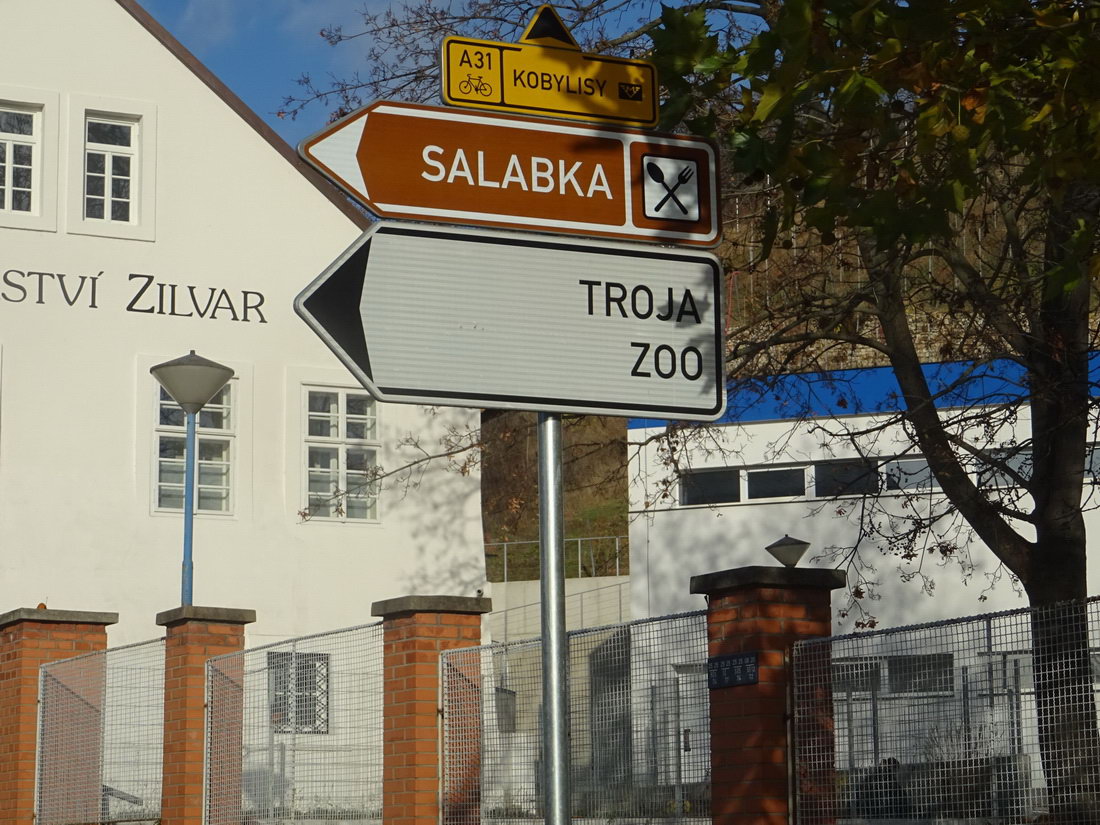 A31
KOBYLISY
SALABKA
TROJA
ZOO
STVÍ ZILVAR